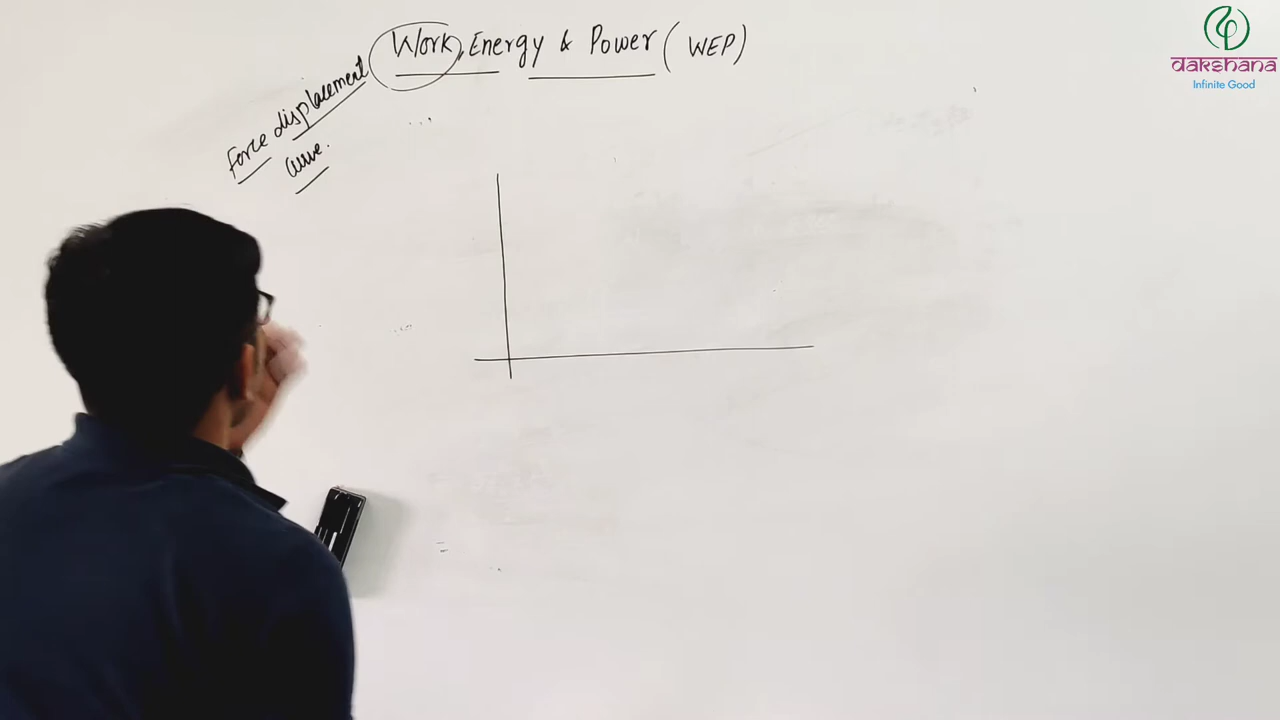 Work, Energy & Power (WEP)
Force displacement
curve.
dakshana
Infinite Good